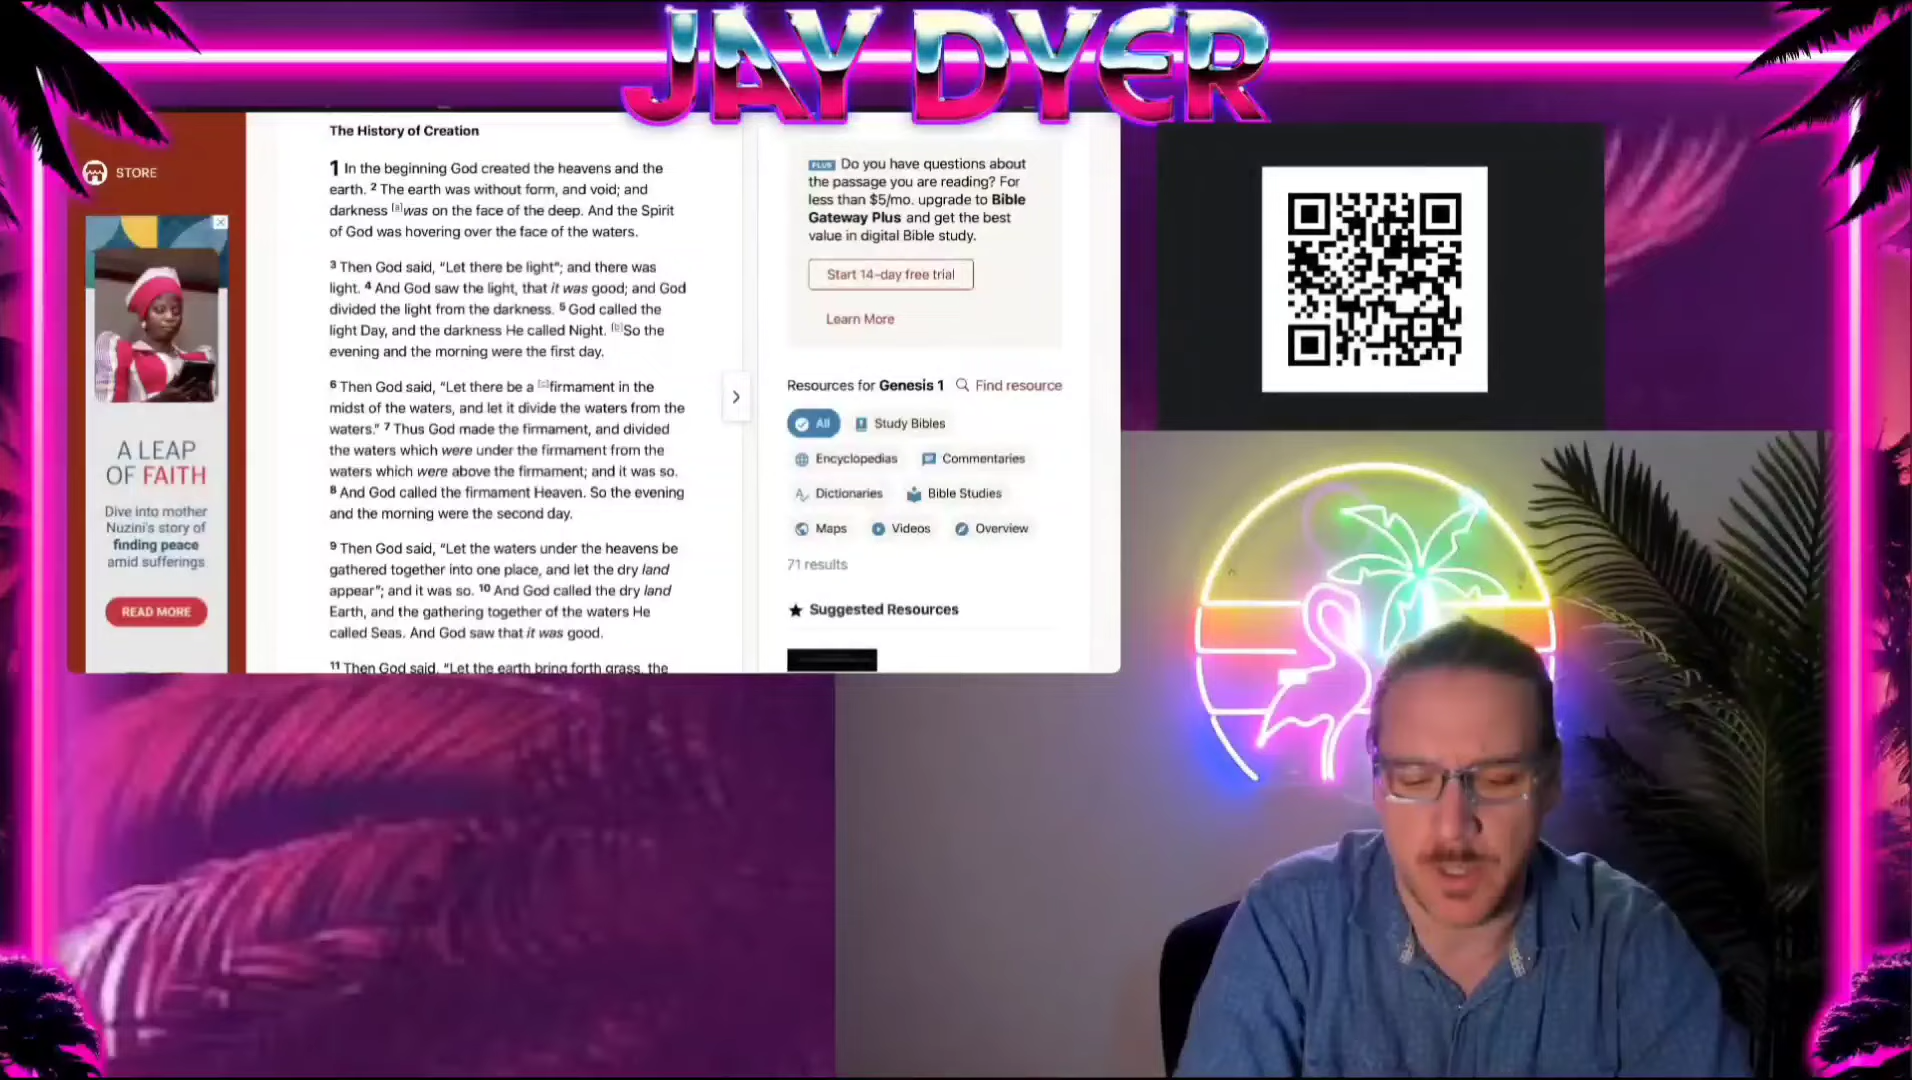 JAY DYER
STORE
A LEAP
OF FAITH
Dive into mother
Nuzini's story of
finding peace
amid sufferings
READ MORE
The History of Creation
1 In the beginning God created the heavens and the
earth. 2 The earth was without form, and void; and
darkness [a]was on the face of the deep. And the Spirit
of God was hovering over the face of the waters.
3 Then God said, “Let there be light”; and there was
light. 4 And God saw the light, that it was good; and God
divided the light from the darkness. 5 God called the
light Day, and the darkness He called Night. [b]So the
evening and the morning were the first day.
6 Then God said, “Let there be a [c]firmament in the
midst of the waters, and let it divide the waters from the
waters.” 7 Thus God made the firmament, and divided
the waters which were under the firmament from the
waters which were above the firmament; and it was so.
8 And God called the firmament Heaven. So the evening
and the morning were the second day.
9 Then God said, “Let the waters under the heavens be
gathered together into one place, and let the dry land
appear”; and it was so. 10 And God called the dry land
Earth, and the gathering together of the waters He
called Seas. And God saw that it was good.
11 Then God said, “Let the earth bring forth grass, the
PLUS Do you have questions about
the passage you are reading? For
less than $5/mo. upgrade to Bible
Gateway Plus and get the best
value in digital Bible study.
Start 14-day free trial
Learn More
Resources for Genesis 1 Find resource
All Study Bibles
Encyclopedias Commentaries
Dictionaries Bible Studies
Maps Videos Overview
71 results
★ Suggested Resources